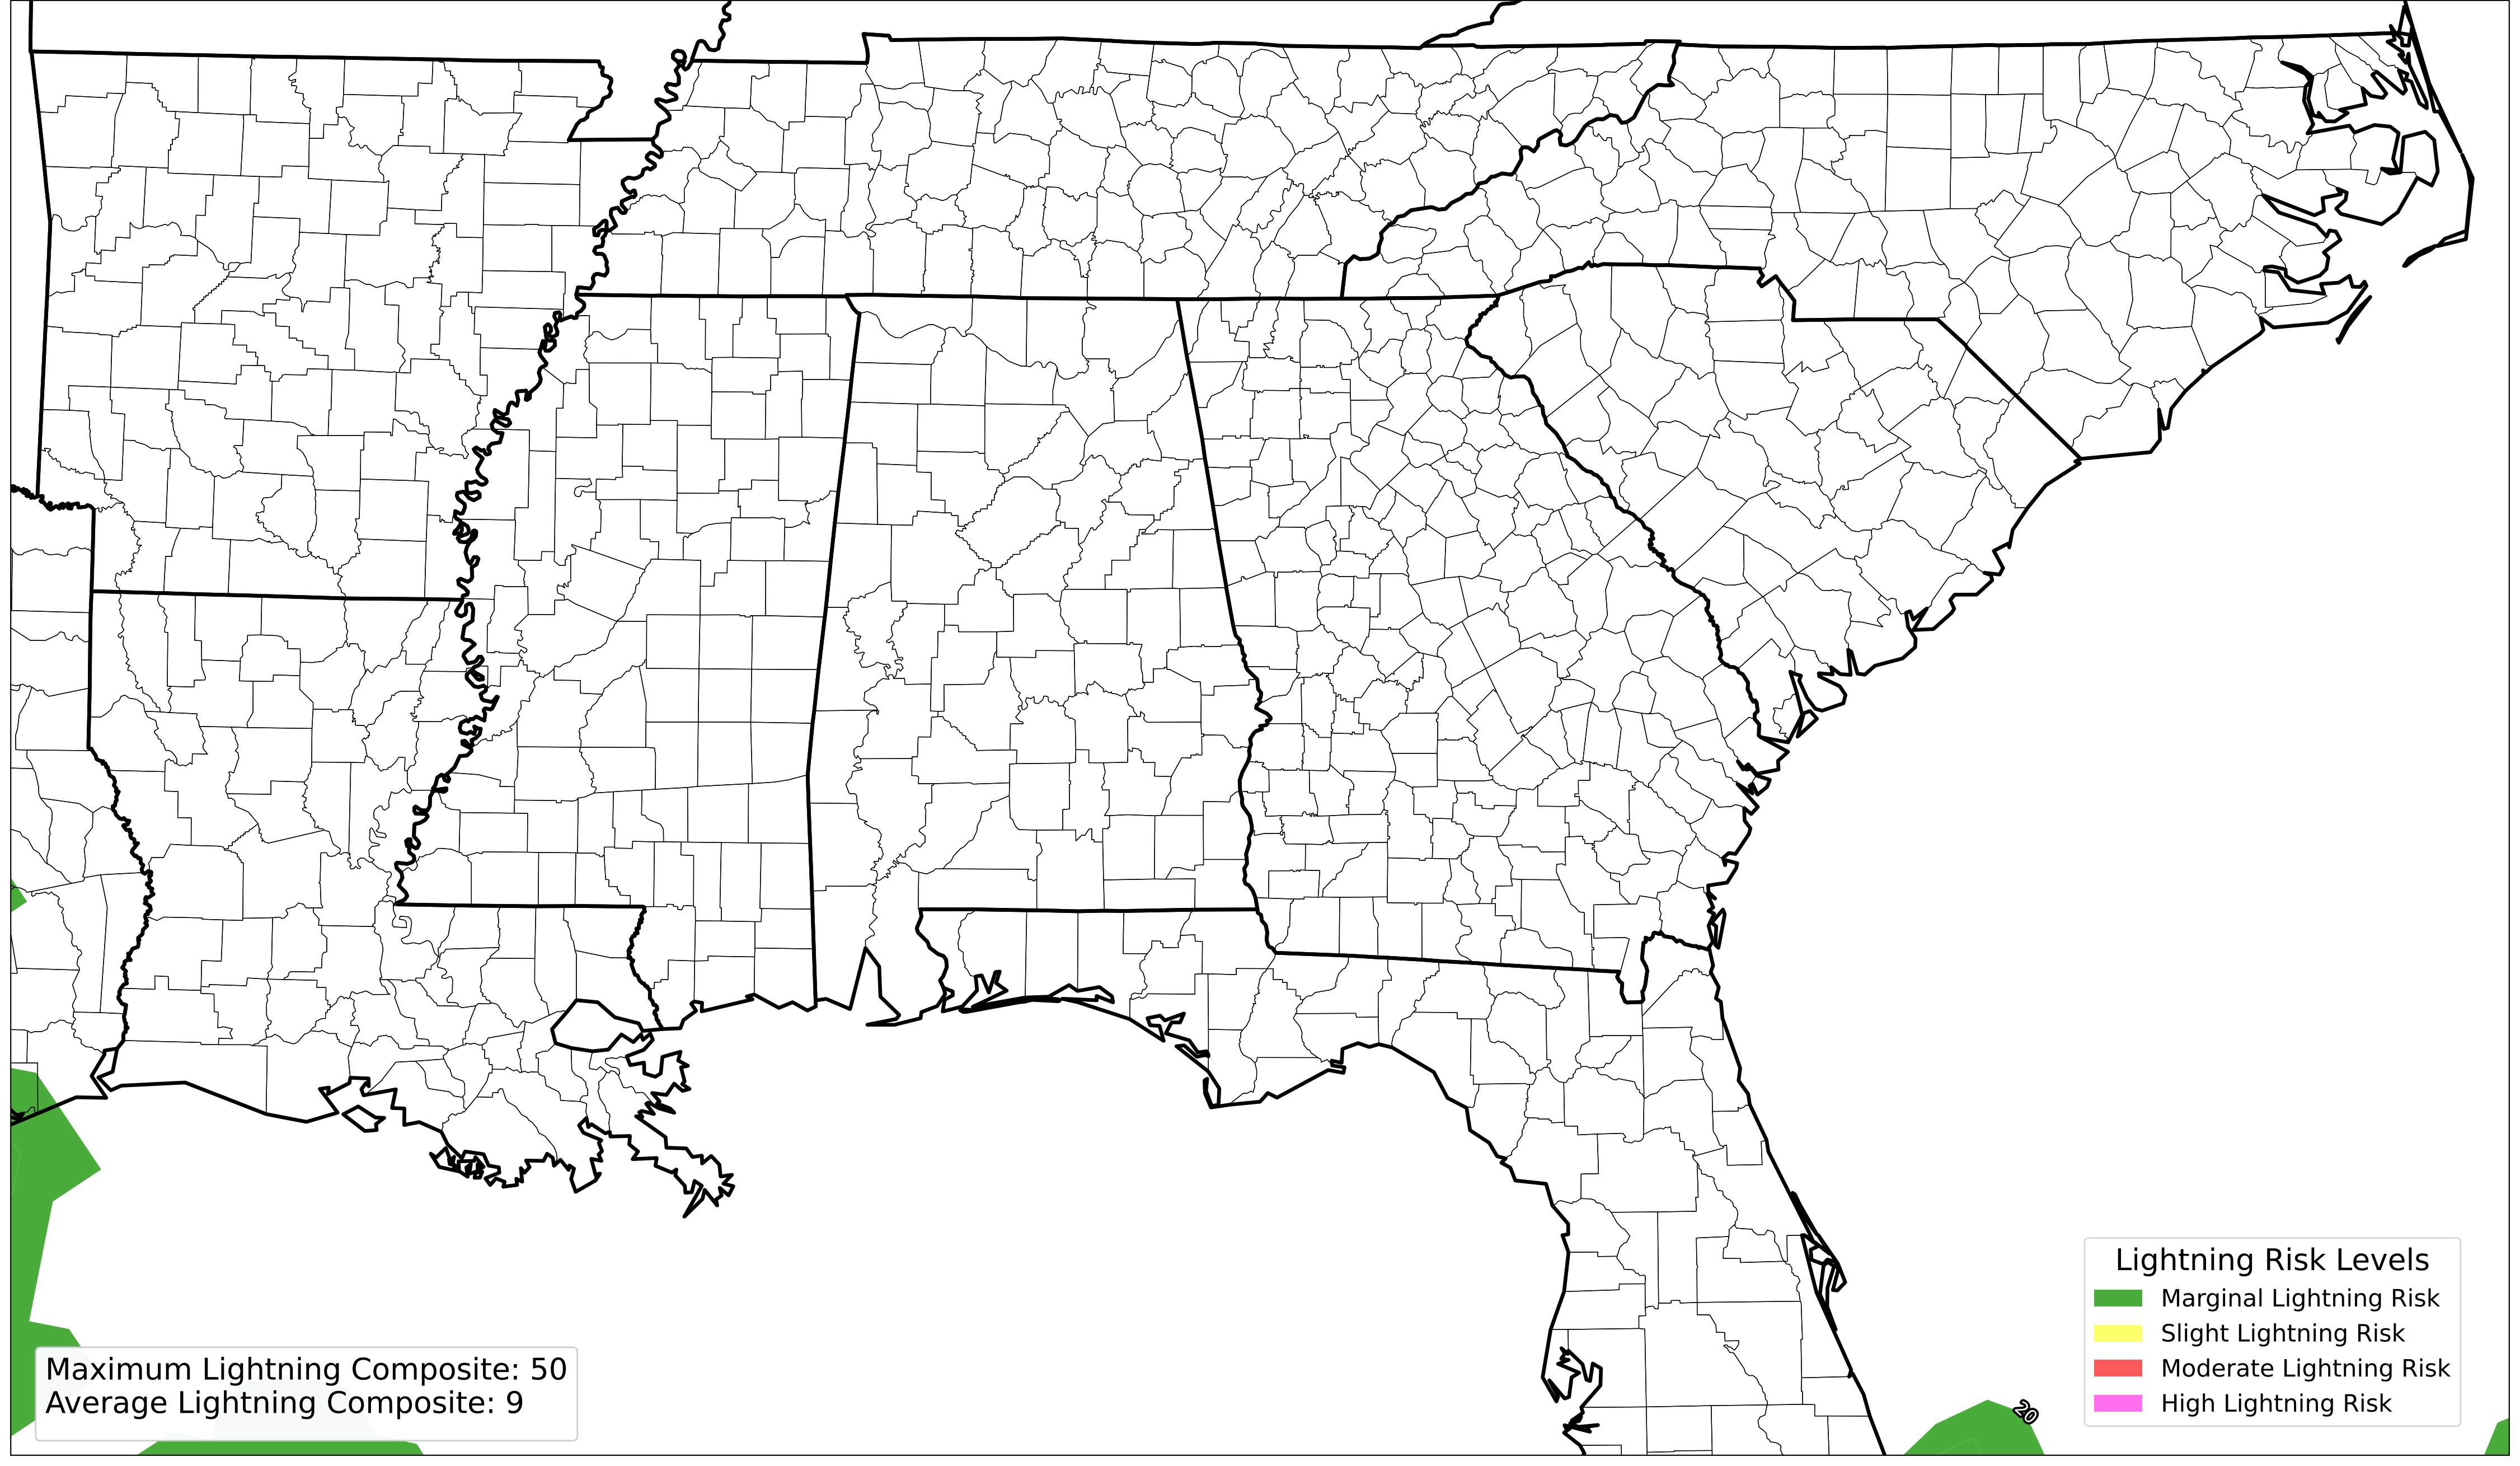 Maximum Lightning Composite: 50
Average Lightning Composite: 9
20
Lightning Risk Levels
Marginal Lightning Risk
Slight Lightning Risk
Moderate Lightning Risk
High Lightning Risk